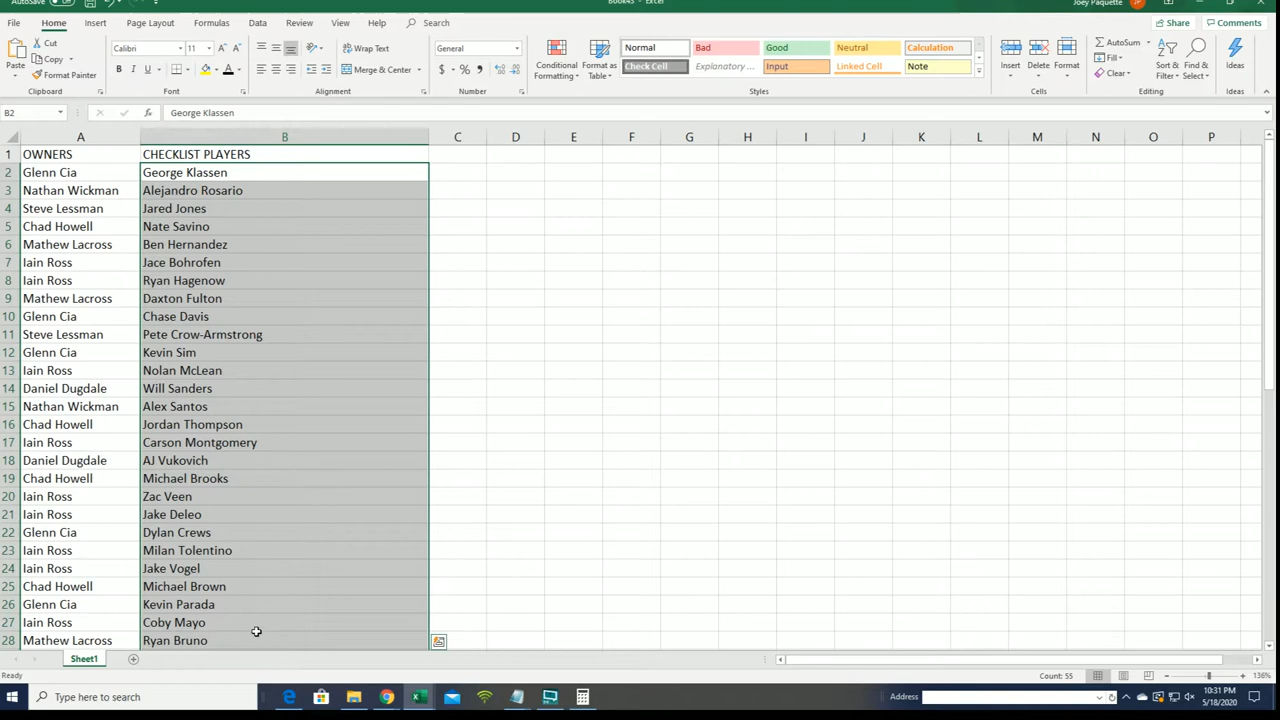 AutoSave Off Book43 - Excel Joey Paquette JP
File Home Insert Page Layout Formulas Data Review View Help Search Share Comments
Paste Cut Copy Format Painter Clipboard
Calibri 11 B I U Font
Wrap Text Merge & Center Alignment
General $ % Number
Conditional Formatting Format as Table
Normal Bad Good Neutral Calculation
Check Cell Explanatory ... Input Linked Cell Note
Styles
Insert Delete Format Cells
AutoSum Fill Clear Sort & Filter Find & Select Editing
Ideas Ideas
B2 fx George Klassen
A B C D E F G H I J K L M N O P
1 OWNERS CHECKLIST PLAYERS
2 Glenn Cia George Klassen
3 Nathan Wickman Alejandro Rosario
4 Steve Lessman Jared Jones
5 Chad Howell Nate Savino
6 Mathew Lacross Ben Hernandez
7 Iain Ross Jace Bohrofen
8 Iain Ross Ryan Hagenow
9 Mathew Lacross Daxton Fulton
10 Glenn Cia Chase Davis
11 Steve Lessman Pete Crow-Armstrong
12 Glenn Cia Kevin Sim
13 Iain Ross Nolan McLean
14 Daniel Dugdale Will Sanders
15 Nathan Wickman Alex Santos
16 Chad Howell Jordan Thompson
17 Iain Ross Carson Montgomery
18 Daniel Dugdale AJ Vukovich
19 Chad Howell Michael Brooks
20 Iain Ross Zac Veen
21 Iain Ross Jake Deleo
22 Glenn Cia Dylan Crews
23 Iain Ross Milan Tolentino
24 Iain Ross Jake Vogel
25 Chad Howell Michael Brown
26 Glenn Cia Kevin Parada
27 Iain Ross Coby Mayo
28 Mathew Lacross Ryan Bruno
Sheet1
Ready Count: 55 136%
Type here to search Address 10:31 PM
5/18/2020